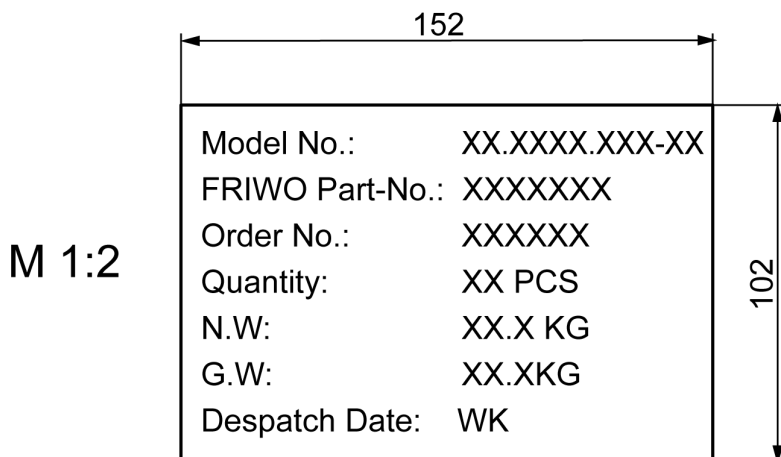 152
Model No.: XX.XXXX.XXX-XX
FRIWO Part-No.: XXXXXXX
Order No.: XXXXXX
M 1:2
Quantity: XX PCS
102
N.W: XX.X KG
G.W: XX.XKG
Despatch Date: WK